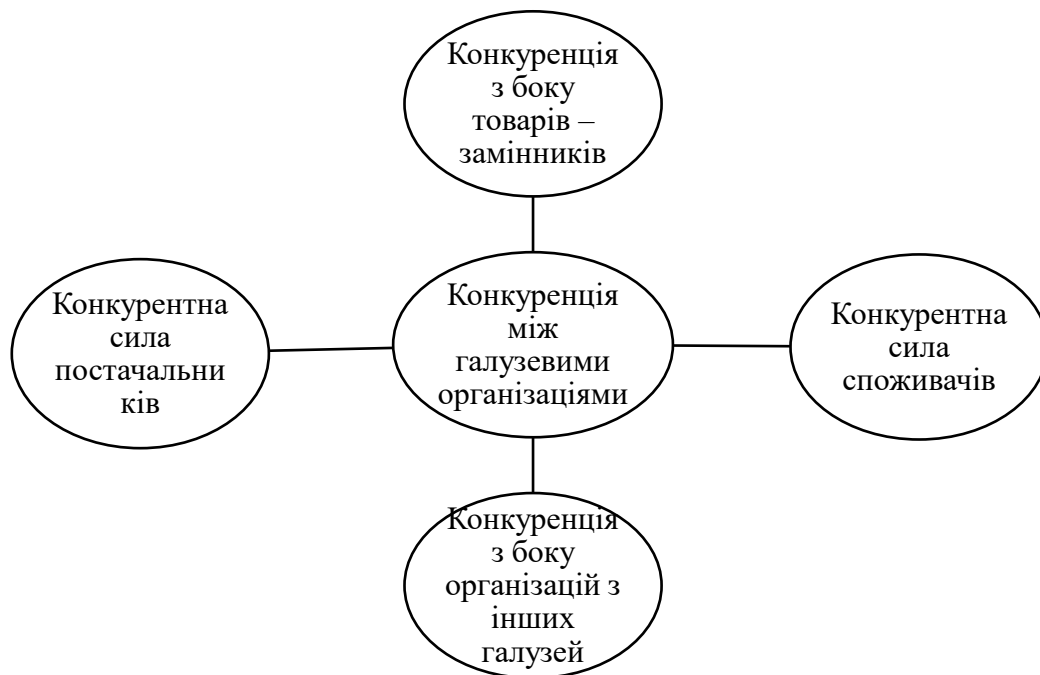 Конкуренція
з боку
товарів –
замінників
Конкурентна
сила
постачальни
ків
Конкуренція
між
галузевими
організаціями
Конкурентна
сила
споживачів
Конкуренція
з боку
організацій з
інших
галузей